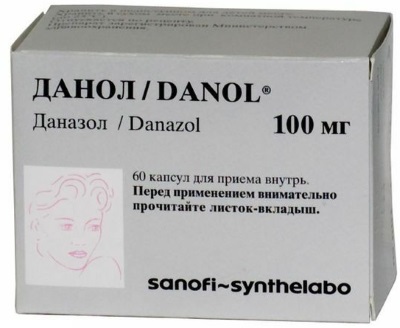 ДАНОЛ / DANOL®
Даназол / Danazol 100 мг
60 капсул для приема внутрь.
Перед применением внимательно
прочитайте листок-вкладыш.
sanofi~synthelabo